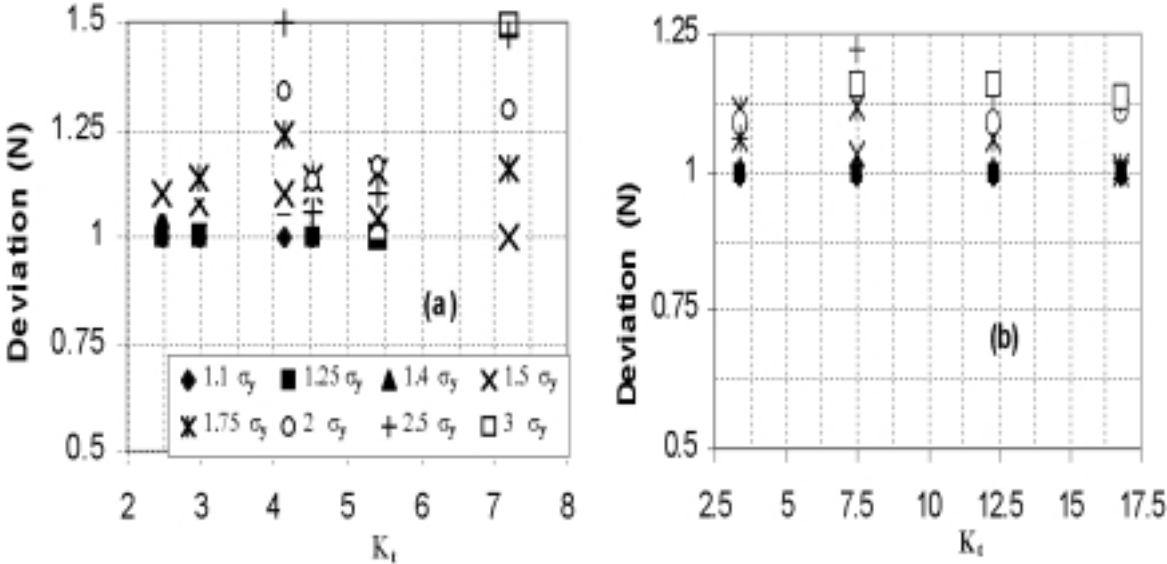 Deviation (N)
1.5
1.25
1
0.75
0.5
(a)
1.1 σy 1.25 σy 1.4 σy 1.5 σy
1.75 σy 2 σy 2.5 σy 3 σy
2 3 4 5 6 7 8
Kt
Deviation (N)
1.25
1
0.75
0.5
(b)
2.5 5 7.5 10 12.5 15 17.5
Kt